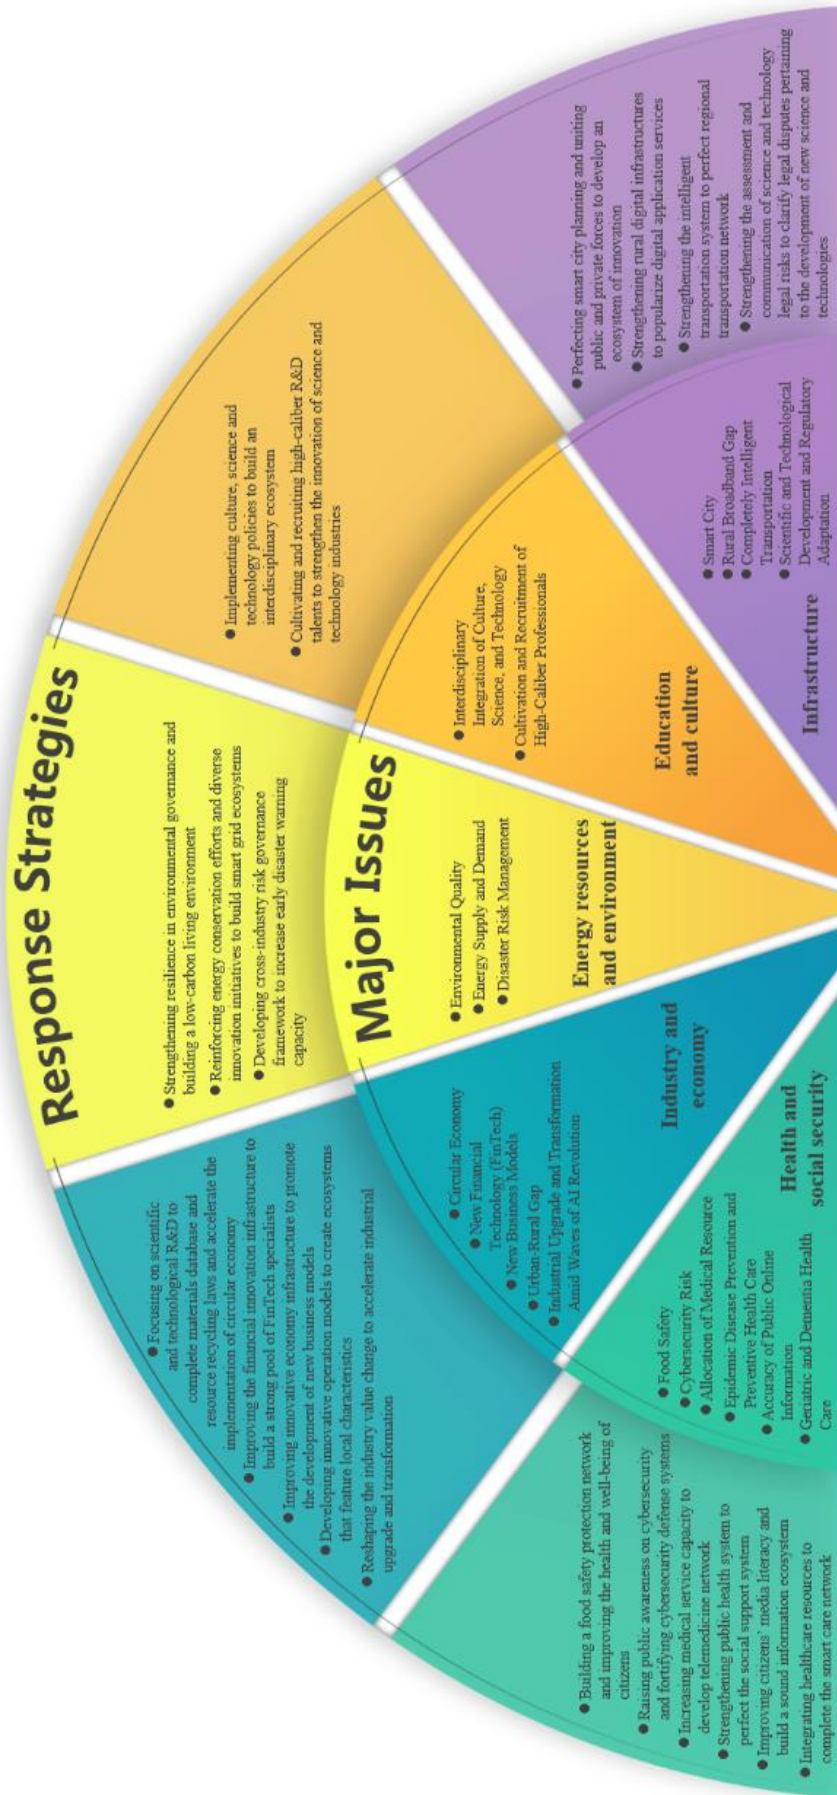 Response Strategies
● Building a food safety protection network
and improving the health and well-being of
citizens
● Raising public awareness on cybersecurity
and fortifying cybersecurity defense systems
● Increasing medical service capacity to
develop telemedicine network
● Strengthening public health system to
perfect the social support system
● Improving citizens` media literacy and
build a sound information ecosystem
● Integrating healthcare resources to
complete the smart care network
● Focusing on scientific
and technological R&D to
complete materials database and
resource recycling laws and accelerate the
implementation of circular economy
● Improving the financial innovation infrastructure to
build a strong pool of FinTech specialists
● Improving innovative economy infrastructure to promote
the development of new business models
● Developing innovative operation models to create ecosystems
that feature local characteristics
● Reshaping the industry value change to accelerate industrial
upgrade and transformation
● Strengthening resilience in environmental governance and
building a low-carbon living environment
● Reinforcing energy conservation efforts and diverse
innovation initiatives to build smart grid ecosystems
● Developing cross-industry risk governance
framework to increase early disaster warning
capacity
● Implementing culture, science and
technology policies to build an
interdisciplinary ecosystem
● Cultivating and recruiting high-caliber R&D
talents to strengthen the innovation of science and
technology industries
● Perfecting smart city planning and uniting
public and private forces to develop an
ecosystem of innovation
● Strengthening rural digital infrastructures
to popularize digital application services
● Strengthening the intelligent
transportation system to perfect regional
transportation network
● Strengthening the assessment and
communication of science and technology
legal risks to clarify legal disputes pertaining
to the development of new science and
technologies
Major Issues
● Food Safety
● Cybersecurity Risk
● Allocation of Medical Resource
● Epidemic Disease Prevention and
Preventive Health Care
● Accuracy of Public Online
Information
● Geriatric and Dementia Health
Care
Health and
social security
● Circular Economy
● New Financial
Technology (FinTech)
● New Business Models
● Urban-Rural Gap
● Industrial Upgrade and Transformation
Amid Waves of AI Revolution
Industry and
economy
● Environmental Quality
● Energy Supply and Demand
● Disaster Risk Management
Energy resources
and environment
● Interdisciplinary
Integration of Culture,
Science, and Technology
● Cultivation and Recruitment of
High-Caliber Professionals
Education
and culture
● Smart City
● Rural Broadband Gap
● Completely Intelligent
Transportation
● Scientific and Technological
Development and Regulatory
Adaptation
Infrastructure